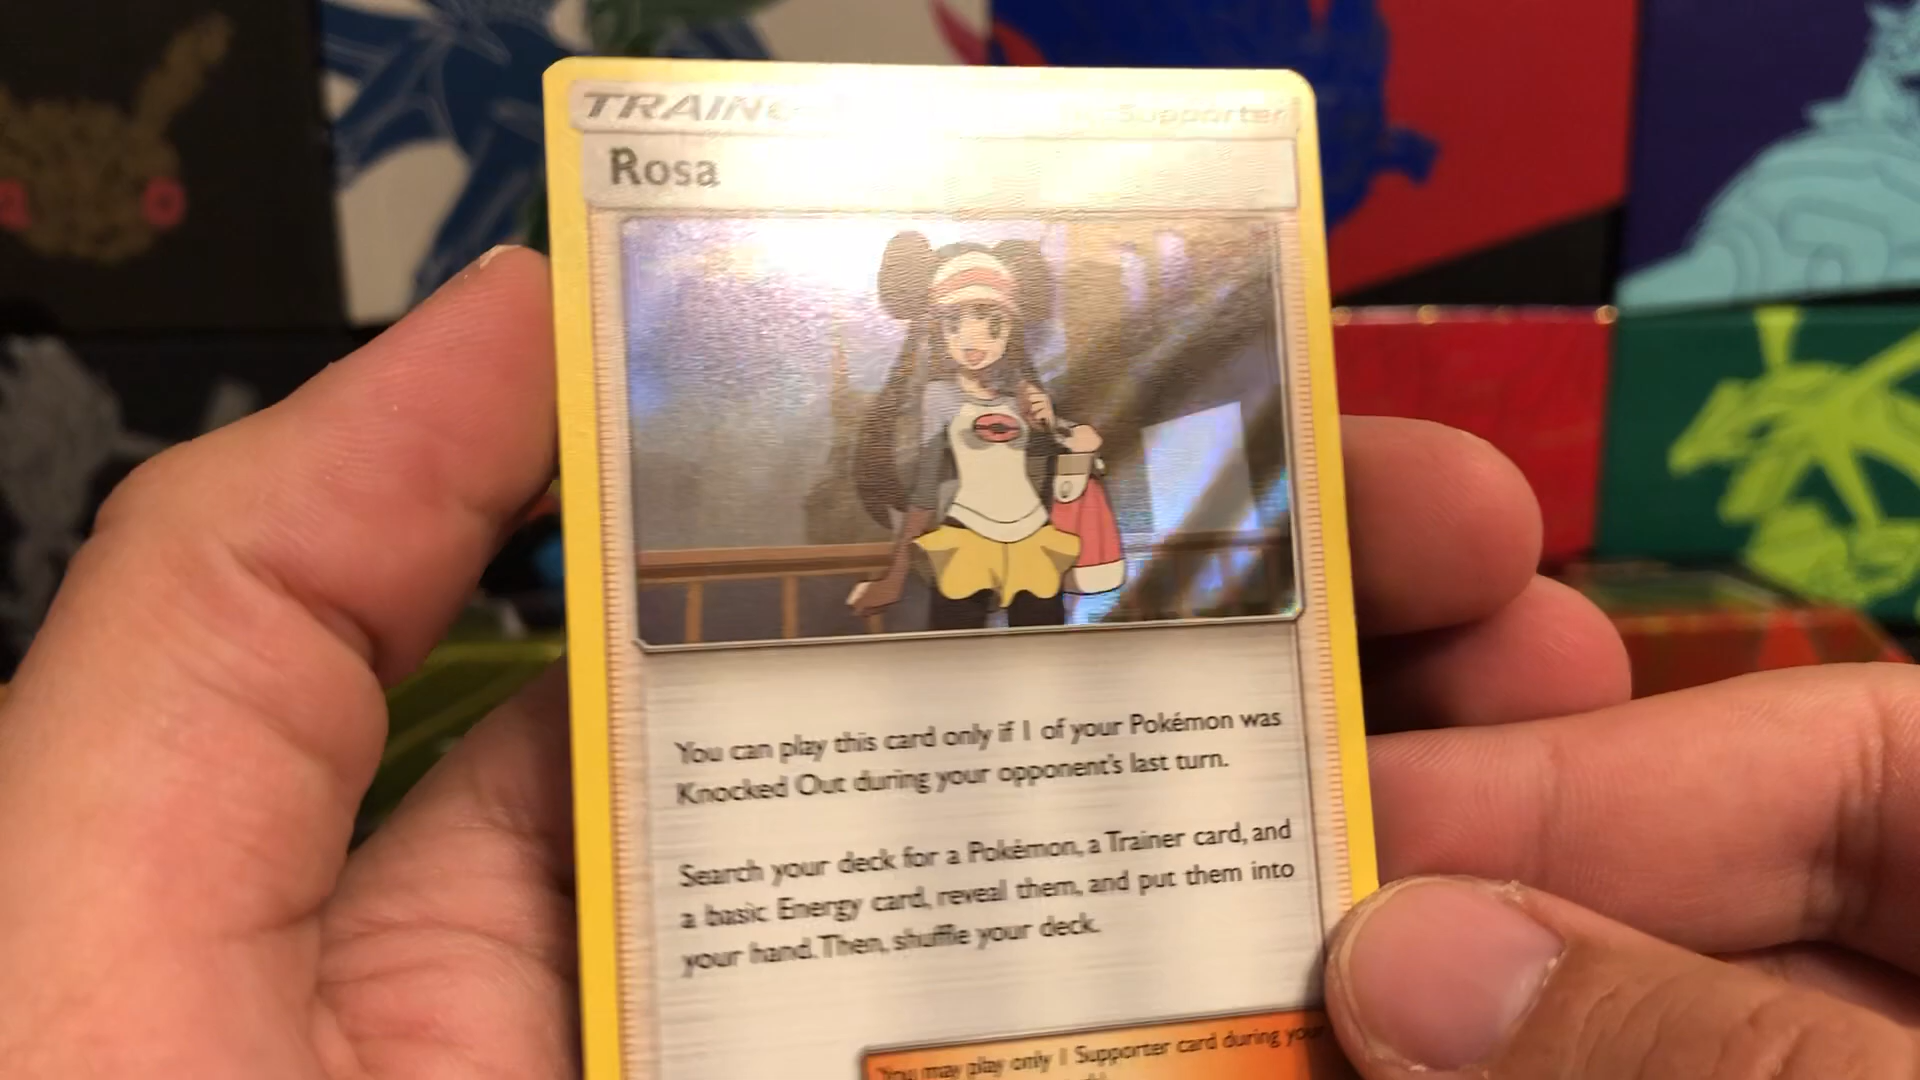 TRAINER Supporter
Rosa
You can play this card only if 1 of your Pokémon was
Knocked Out during your opponent's last turn.
Search your deck for a Pokémon, a Trainer card, and
a basic Energy card, reveal them, and put them into
your hand. Then, shuffle your deck.
You may play only 1 Supporter card during your